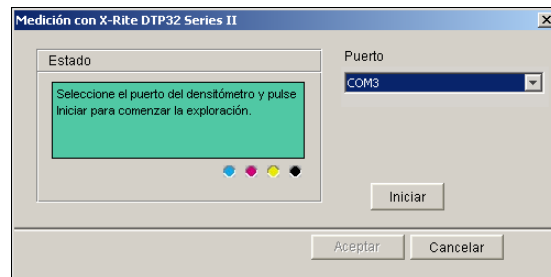 Medición con X-Rite DTP32 Series II
Estado
Seleccione el puerto del densitómetro y pulse
Iniciar para comenzar la exploración.
Puerto
COM3
Iniciar
Aceptar
Cancelar